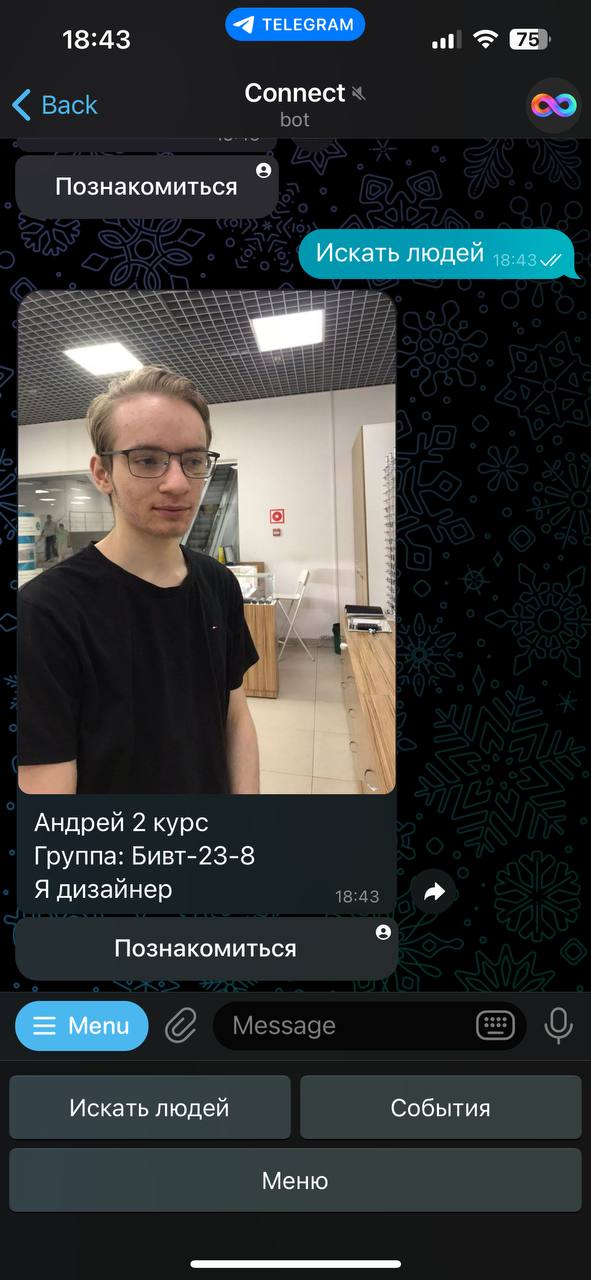 18:43
TELEGRAM
75
Back
Connect
bot
Познакомиться
Искать людей 18:43
Андрей 2 курс
Группа: Бивт-23-8
Я дизайнер
18:43
Познакомиться
Menu
Message
Искать людей
События
Меню